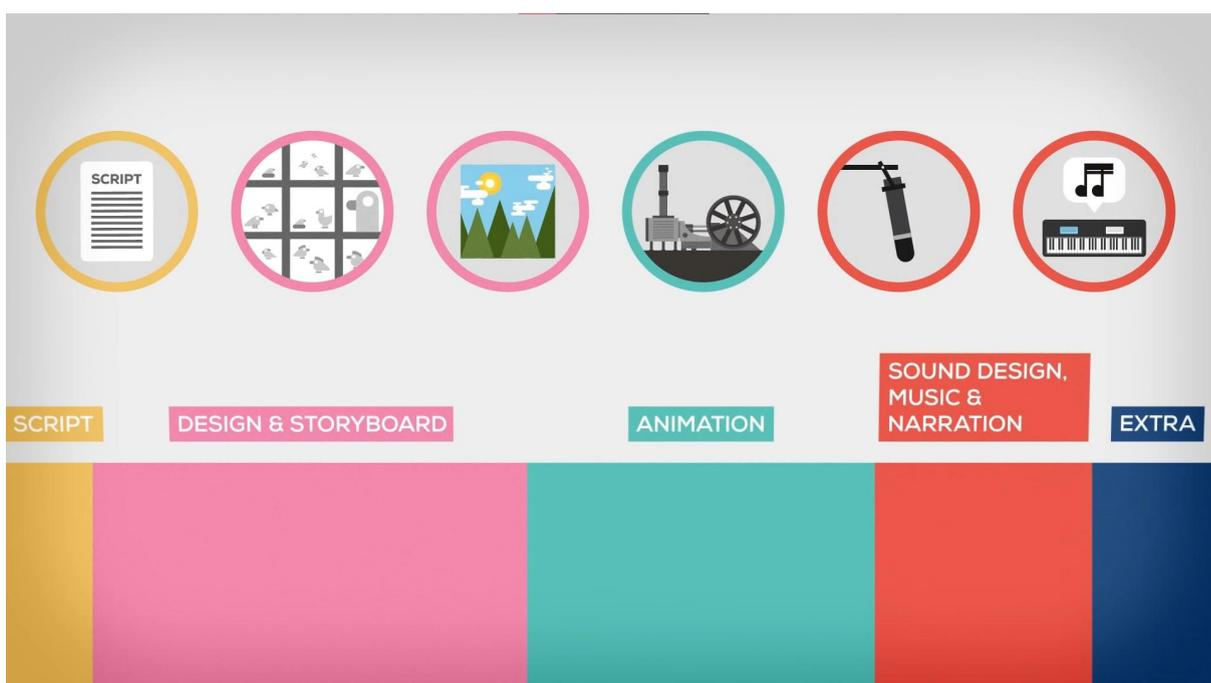 SCRIPT
SCRIPT
DESIGN & STORYBOARD
ANIMATION
SOUND DESIGN,
MUSIC &
NARRATION
EXTRA